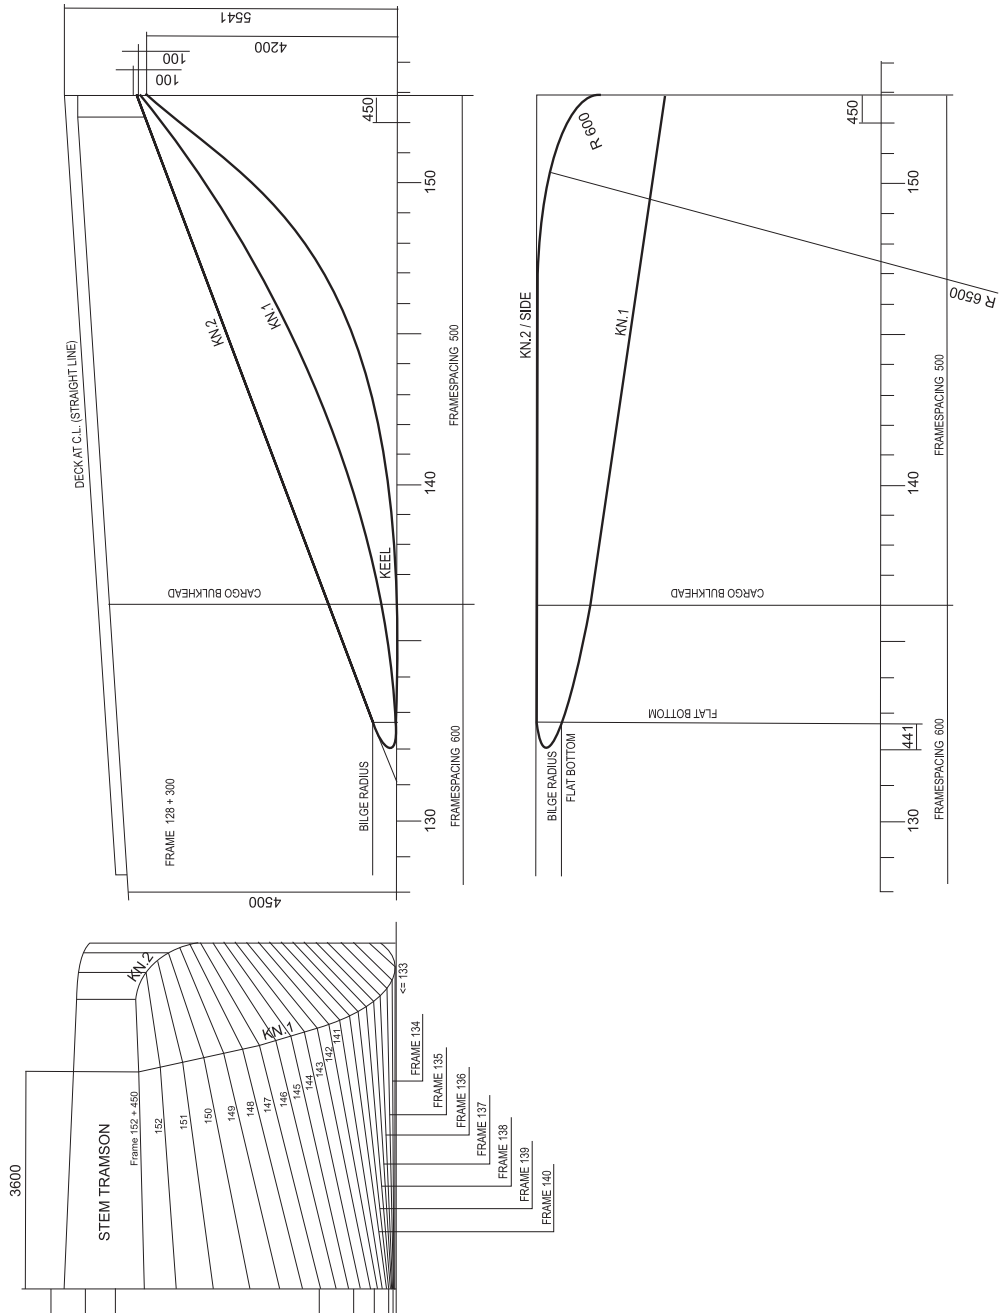 5541
4200
100
100
450
150
140
130
KN.2
KN.1
KEEL
DECK AT C.L. (STRAIGHT LINE)
CARGO BULKHEAD
FRAMESPACING 500
FRAMESPACING 600
BILGE RADIUS
FRAME 128 + 300
4500
R 600
R 6500
450
150
140
130
KN.2 / SIDE
KN.1
FRAMESPACING 500
CARGO BULKHEAD
FLAT BOTTOM
441
BILGE RADIUS
FLAT BOTTOM
FRAMESPACING 600
3600
STEM TRAMSON
KN.2
KN.1
Frame 152 + 450
152
151
150
149
148
147
146
145
144
143
142
141
<= 133
FRAME 134
FRAME 135
FRAME 136
FRAME 137
FRAME 138
FRAME 139
FRAME 140